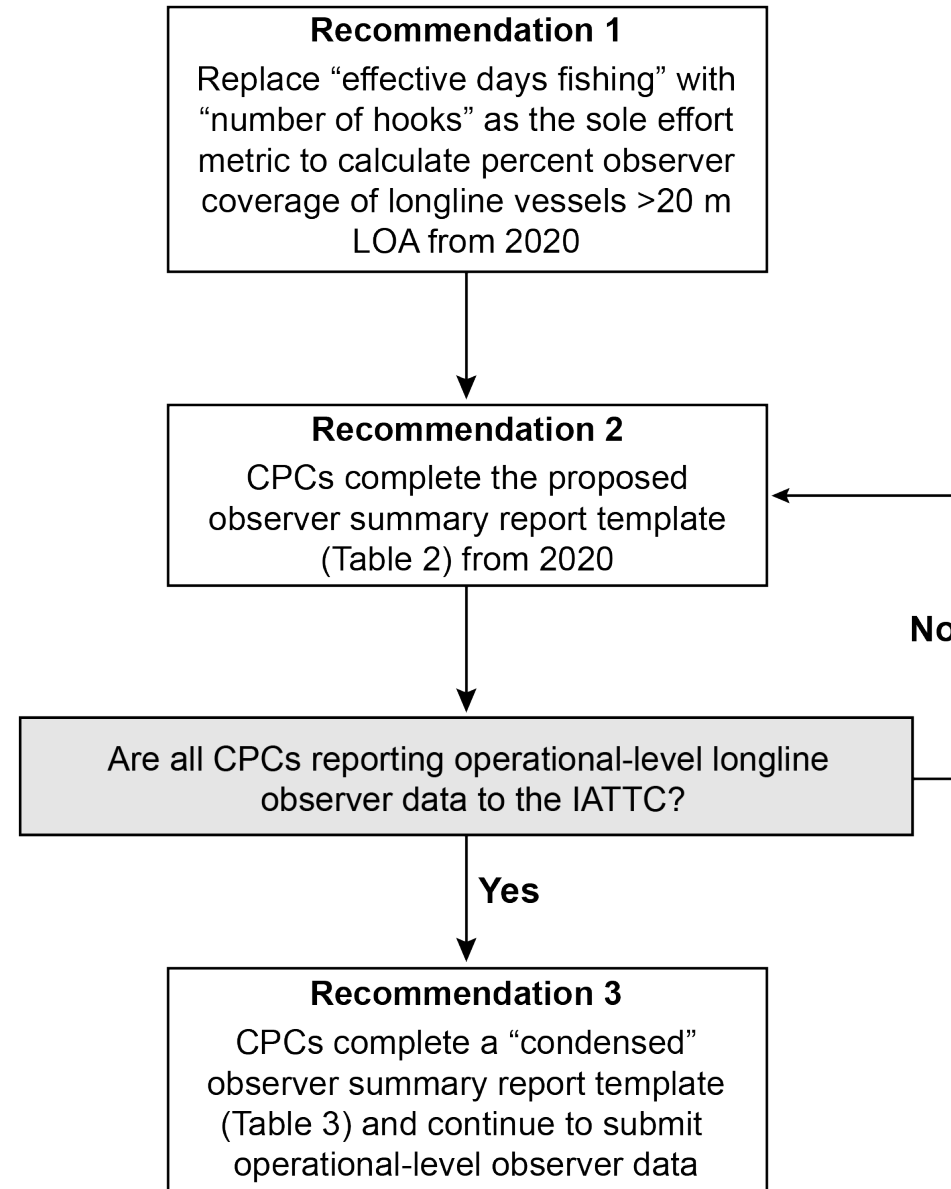 Recommendation 1
Replace “effective days fishing” with
“number of hooks” as the sole effort
metric to calculate percent observer
coverage of longline vessels >20 m
LOA from 2020
Recommendation 2
CPCs complete the proposed
observer summary report template
(Table 2) from 2020
No
Are all CPCs reporting operational-level longline
observer data to the IATTC?
Yes
Recommendation 3
CPCs complete a “condensed”
observer summary report template
(Table 3) and continue to submit
operational-level observer data